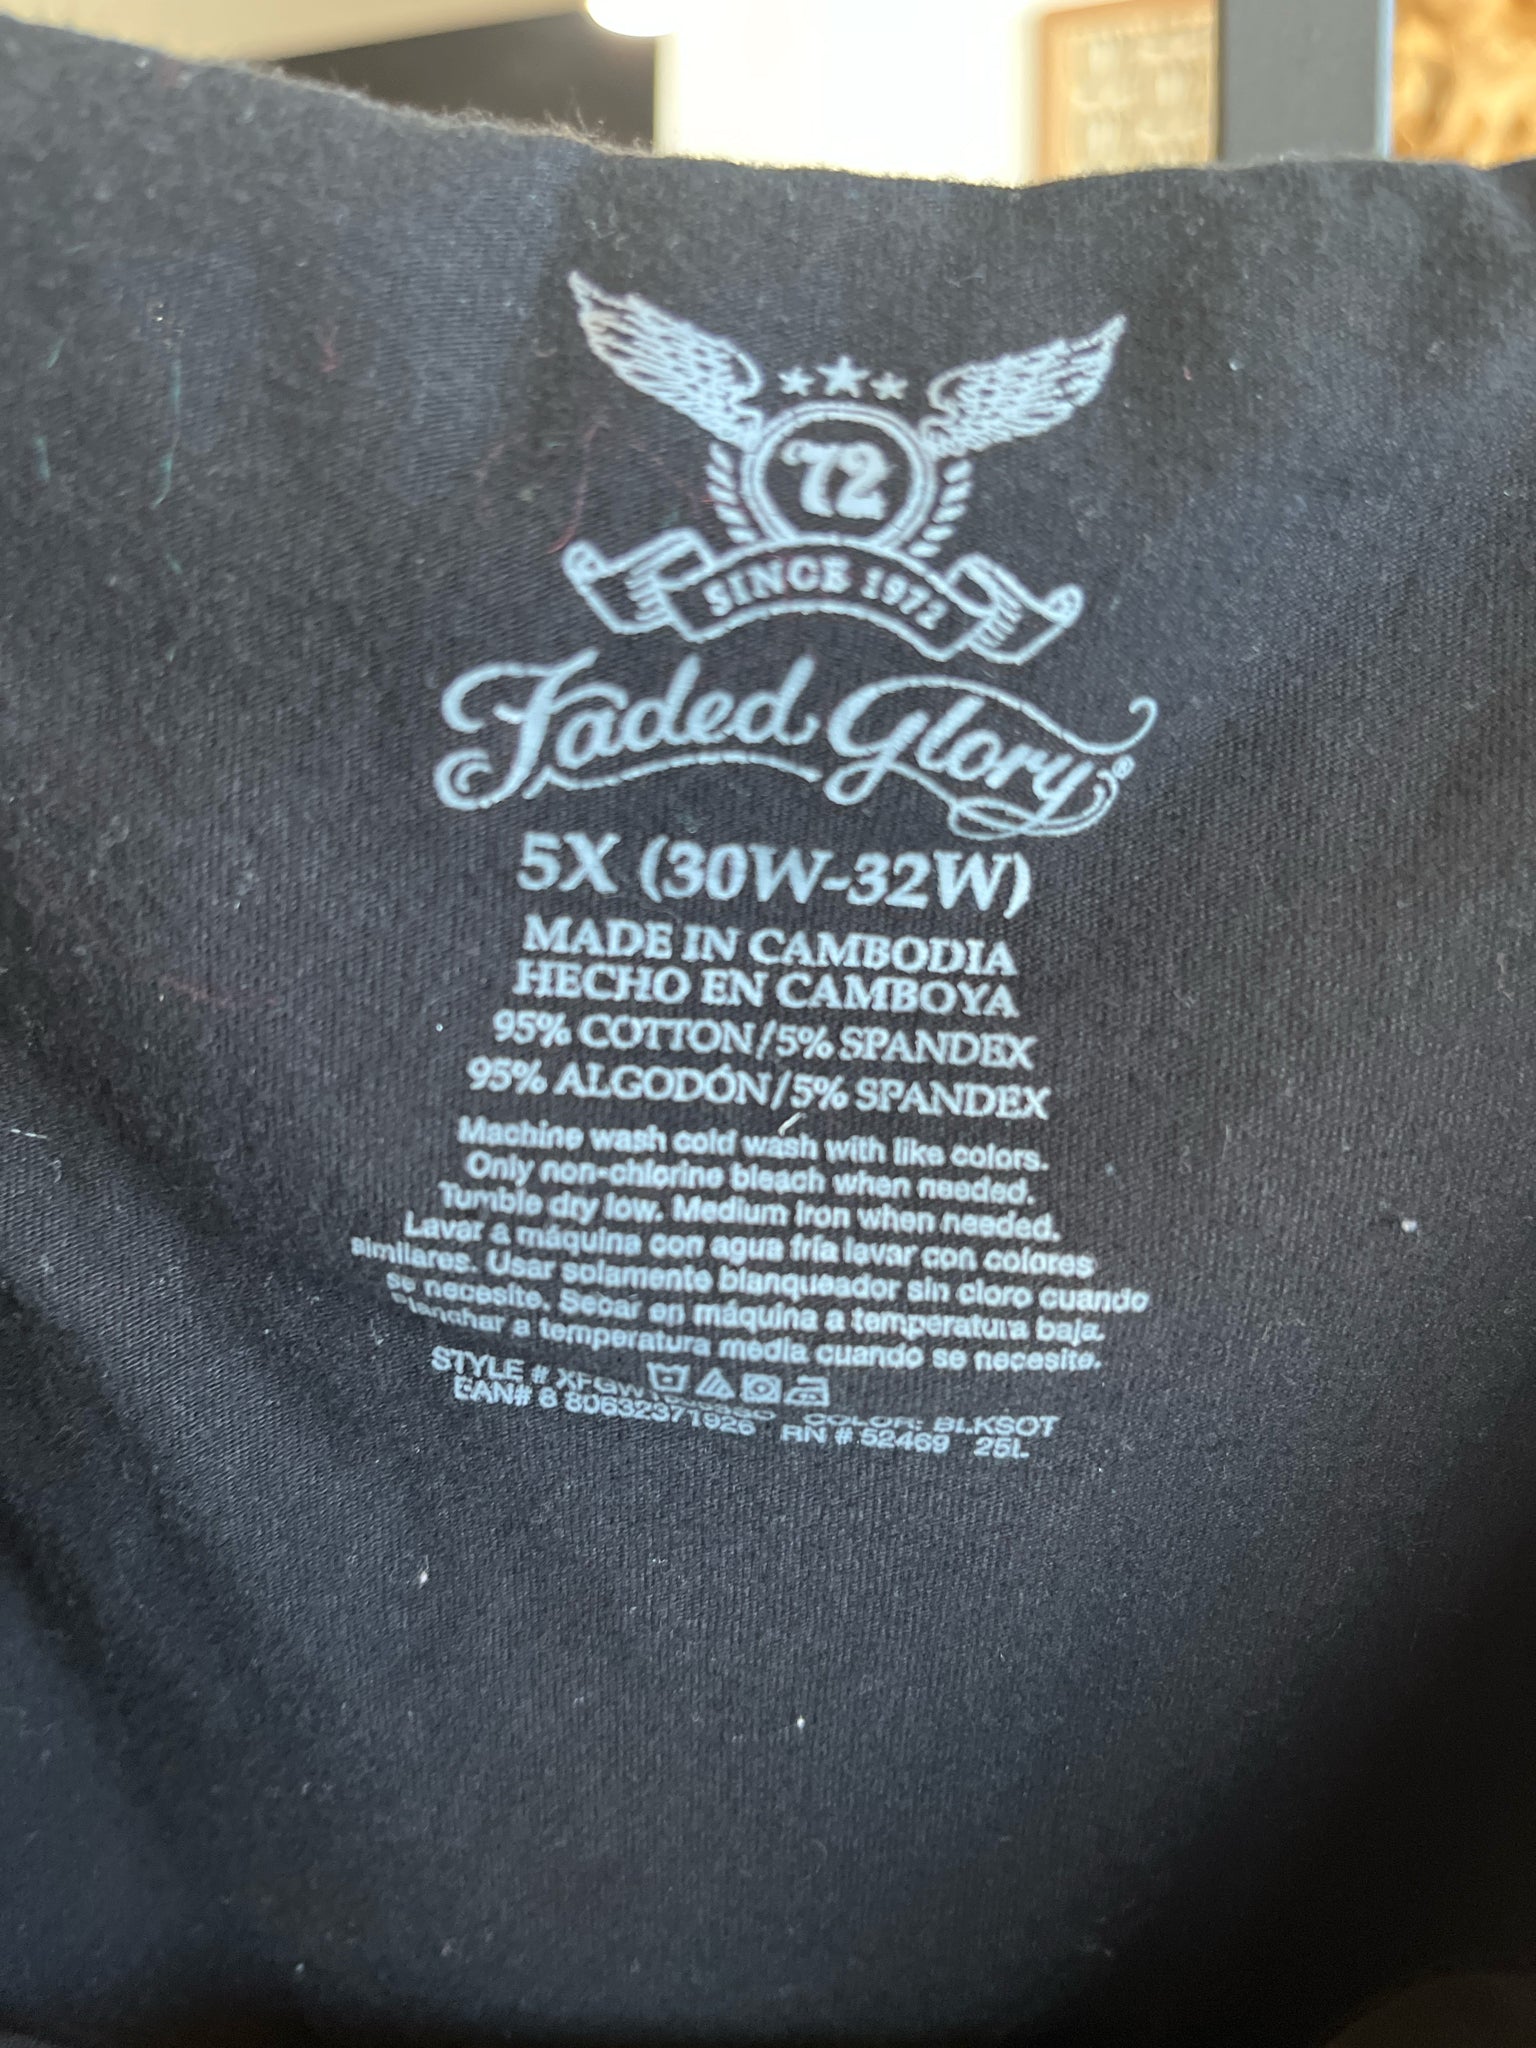 72
SINCE 1972
Faded Glory®
5X (30W-32W)
MADE IN CAMBODIA
HECHO EN CAMBOYA
95% COTTON/5% SPANDEX
95% ALGODÓN/5% SPANDEX
Machine wash cold wash with like colors.
Only non-chlorine bleach when needed.
Tumble dry low. Medium iron when needed.
Lavar a máquina con agua fría lavar con colores
similares. Usar solamente blanqueador sin cloro cuando
se necesite. Secar en máquina a temperatura baja.
Planchar a temperatura media cuando se necesite.
STYLE # COLOR: BLKSOT
EAN# 8 80632371926 RN # 52469 25L